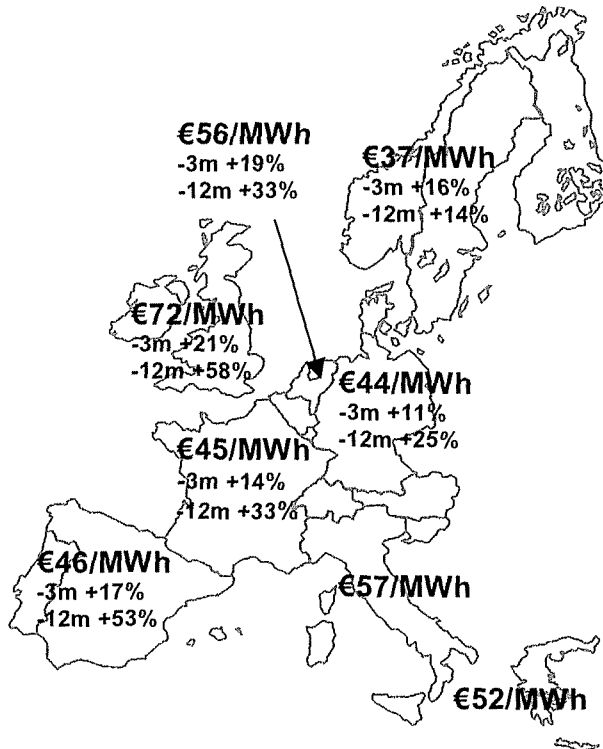 €56/MWh
-3m +19%
-12m +33%
€37/MWh
-3m +16%
-12m +14%
€72/MWh
-3m +21%
-12m +58%
€44/MWh
-3m +11%
-12m +25%
€45/MWh
-3m +14%
-12m +33%
€46/MWh
-3m +17%
-12m +53%
€57/MWh
€52/MWh